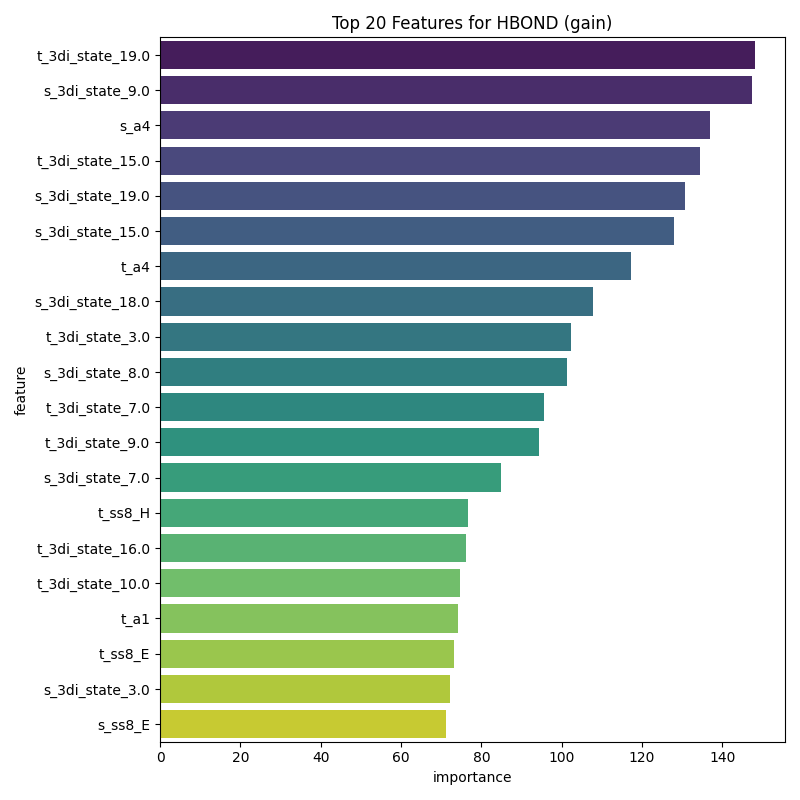 Top 20 Features for HBOND (gain)
t_3di_state_19.0
s_3di_state_9.0
s_a4
t_3di_state_15.0
s_3di_state_19.0
s_3di_state_15.0
t_a4
s_3di_state_18.0
t_3di_state_3.0
s_3di_state_8.0
t_3di_state_7.0
t_3di_state_9.0
s_3di_state_7.0
t_ss8_H
t_3di_state_16.0
t_3di_state_10.0
t_a1
t_ss8_E
s_3di_state_3.0
s_ss8_E
feature
0 20 40 60 80 100 120 140
importance